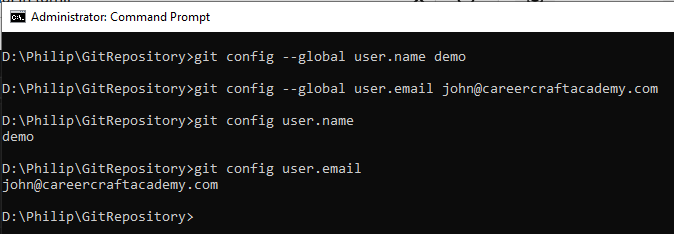 Administrator: Command Prompt
D:\Philip\GitRepository>git config --global user.name demo
D:\Philip\GitRepository>git config --global user.email john@careercraftacademy.com
D:\Philip\GitRepository>git config user.name
demo
D:\Philip\GitRepository>git config user.email
john@careercraftacademy.com
D:\Philip\GitRepository>